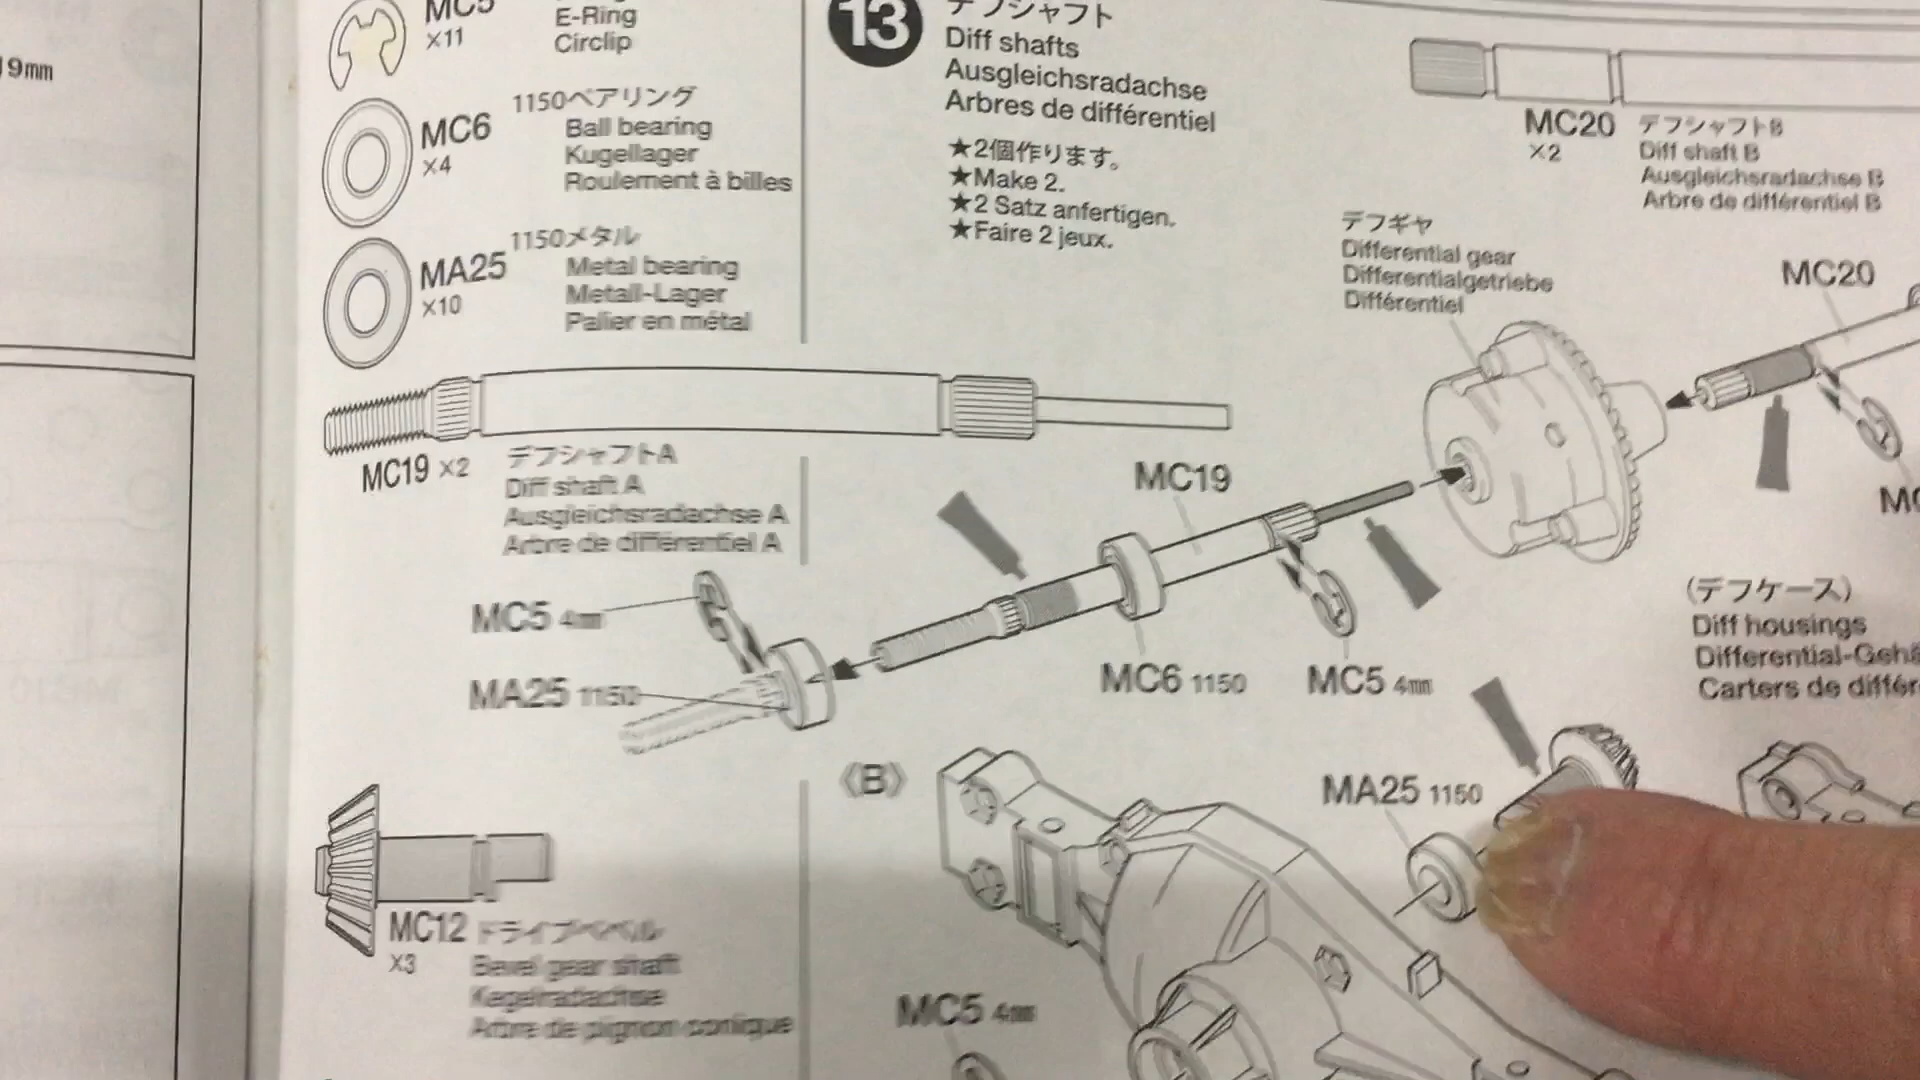 19mm
MC5
×11
E-Ring
Circlip
MC6
×4
1150ベアリング
Ball bearing
Kugellager
Roulement à billes
MA25
×10
1150メタル
Metal bearing
Metall-Lager
Palier en métal
MC19 ×2
デフシャフトA
Diff shaft A
Ausgleichsradachse A
Arbre de différentiel A
MC12
×3
ドライブベベル
Bevel gear shaft
Kegelradachse
Arbre de pignon conique
13
デフシャフト
Diff shafts
Ausgleichsradachse
Arbres de différentiel
★2個作ります。
★Make 2.
★2 Satz anfertigen.
★Faire 2 jeux.
MC20
×2
デフシャフトB
Diff shaft B
Ausgleichsradachse B
Arbre de différentiel B
デフギヤ
Differential gear
Differentialgetriebe
Différentiel
MC20
MC19
MC5 4mm
MA25 1150
MC6 1150
MC5 4mm
(デフケース)
Diff housings
《B》
MA25 1150
MC5 4mm